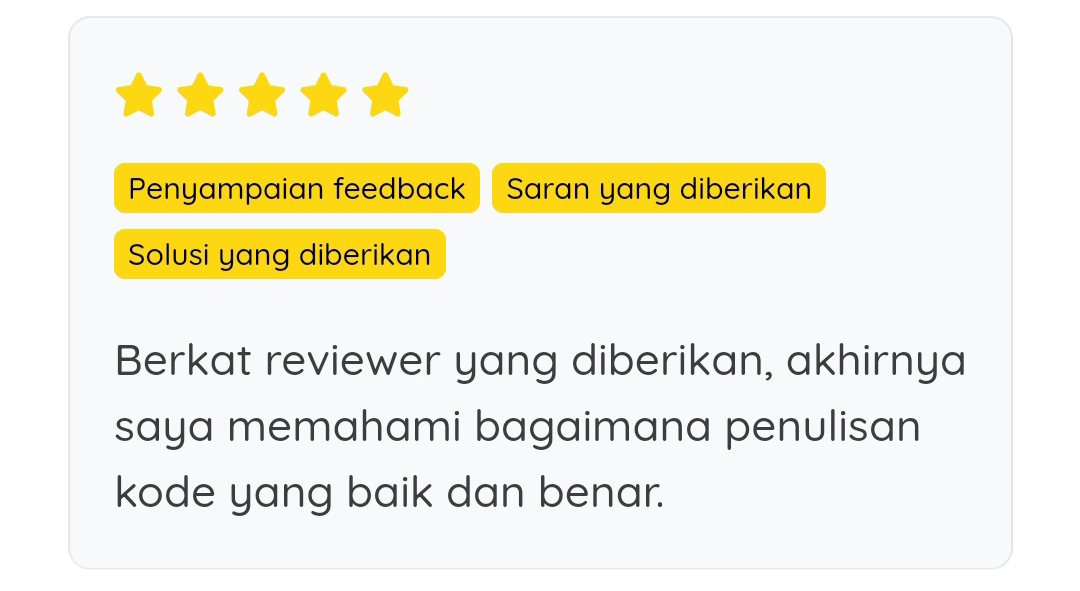 Penyampaian feedback Saran yang diberikan
Solusi yang diberikan
Berkat reviewer yang diberikan, akhirnya
saya memahami bagaimana penulisan
kode yang baik dan benar.